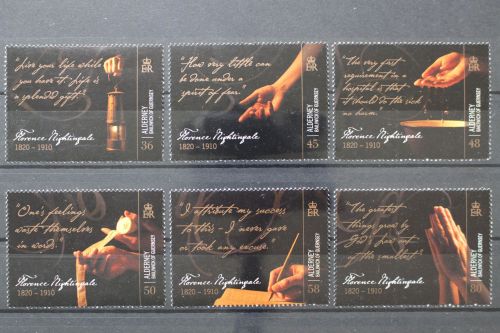 "Live your life while
you have it. Life is
a splendid gift."
Florence Nightingale
1820 - 1910
36
ALDERNEY
BAILIWICK OF GUERNSEY
"How very little can
be done under a
spirit of fear."
Florence Nightingale
1820 - 1910
45
ALDERNEY
BAILIWICK OF GUERNSEY
"The very first
requirement in a
hospital is that
it should do the sick
no harm.
Florence Nightingale
1820 - 1910
48
ALDERNEY
BAILIWICK OF GUERNSEY
"One's feelings
waste themselves
in words.
Florence Nightingale
1820 - 1910
50
ALDERNEY
BAILIWICK OF GUERNSEY
"I attribute my success
to this - I never gave
or took any excuse.
Florence Nightingale
1820 - 1910
58
ALDERNEY
BAILIWICK OF GUERNSEY
"The greatest
things grow by
God's law out of
the smallest."
Florence Nightingale
1820 - 1910
80
ALDERNEY
BAILIWICK OF GUERNSEY